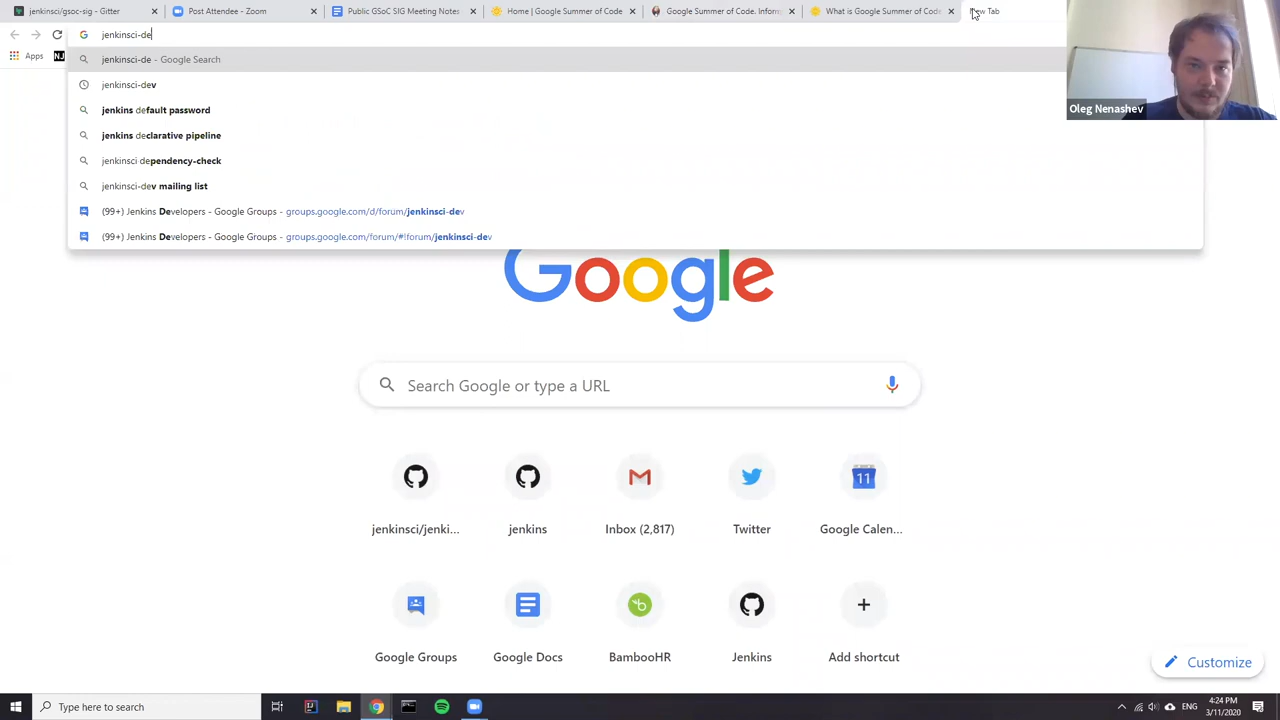 jenkinsci/gsoc-sig - Gitter
Post Attendee - Zoom
Public GSoC SIG Meeting Notes
Home | Google Summer of Code
Google Summer of Code. Inform
What is Google Summer of Code
New Tab
jenkinsci-de
Apps
NJ
jenkinsci-de - Google Search
jenkinsci-dev
jenkins default password
jenkins declarative pipeline
jenkinsci dependency-check
jenkinsci-dev mailing list
(99+) Jenkins Developers - Google Groups - groups.google.com/d/forum/jenkinsci-dev
(99+) Jenkins Developers - Google Groups - groups.google.com/forum/#!forum/jenkinsci-dev
Oleg Nenashev
Google
Search Google or type a URL
11
jenkinsci/jenki...
jenkins
Inbox (2,817)
Twitter
Google Calen...
Google Groups
Google Docs
BambooHR
Jenkins
Add shortcut
Customize
Type here to search
ENG
4:24 PM
3/11/2020